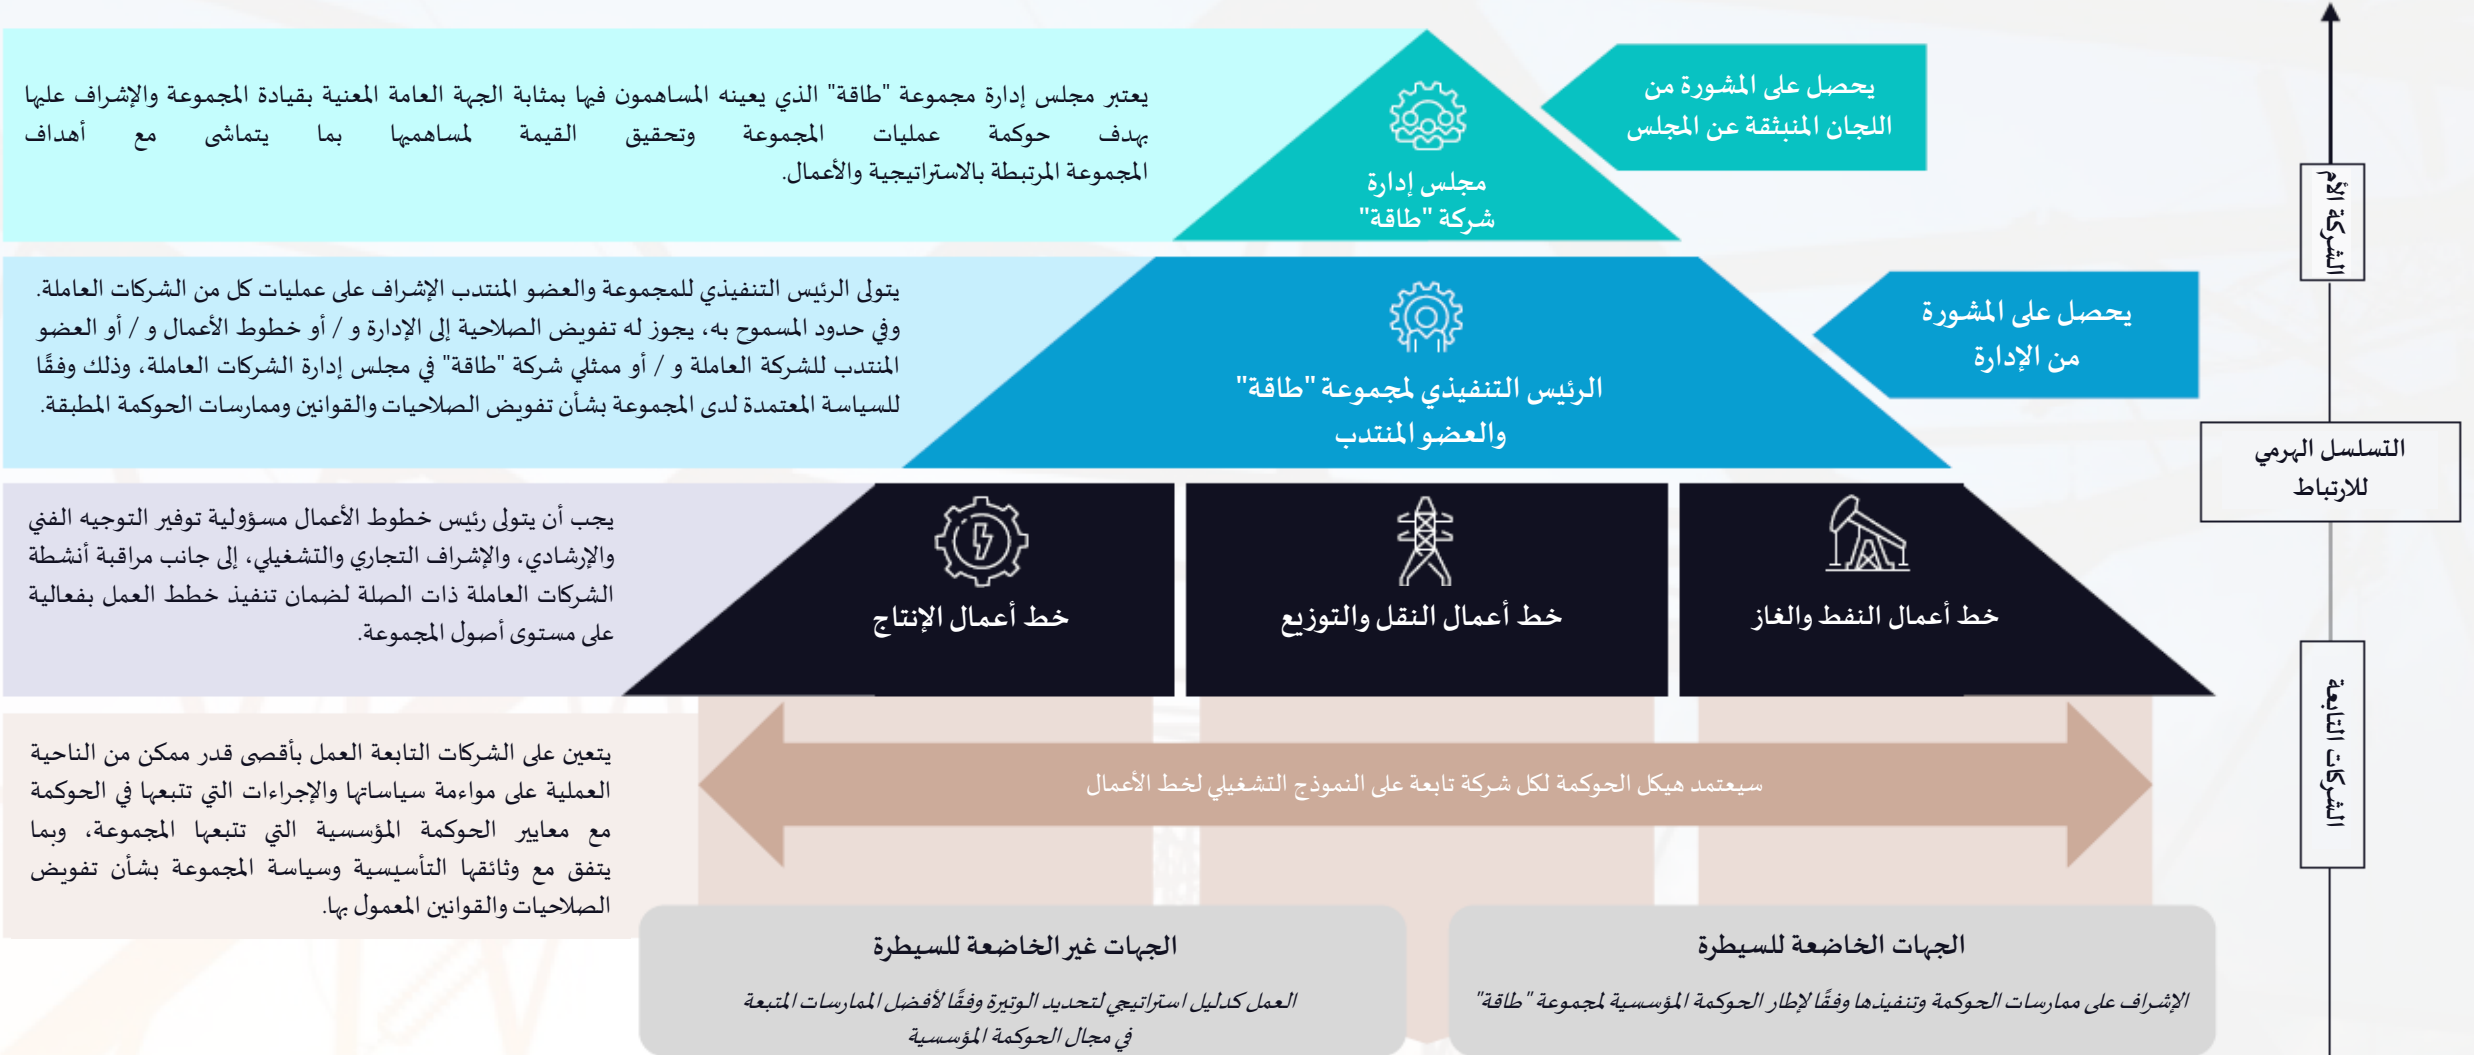 يحصل على المشورة من
اللجان المنبثقة عن المجلس
مجلس إدارة
شركة "طاقة"
يعتبر مجلس إدارة مجموعة "طاقة" الذي يعينه المساهمون فيها بمثابة الجهة العامة المعنية بقيادة المجموعة والإشراف عليها
بهدف حوكمة عمليات المجموعة وتحقيق القيمة لمساهميها بما يتماشى مع أهداف
المجموعة المرتبطة بالاستراتيجية والأعمال.
الشركة الأم
يحصل على المشورة
من الإدارة
الرئيس التنفيذي لمجموعة "طاقة"
والعضو المنتدب
يتولى الرئيس التنفيذي للمجموعة والعضو المنتدب الإشراف على عمليات كل من الشركات العاملة.
وفي حدود المسموح به، يجوز له تفويض الصلاحية إلى الإدارة و / أو خطوط الأعمال و / أو العضو
المنتدب للشركة العاملة و / أو ممثلي شركة "طاقة" في مجلس إدارة الشركات العاملة، وذلك وفقًا
للسياسة المعتمدة لدى المجموعة بشأن تفويض الصلاحيات والقوانين وممارسات الحوكمة المطبقة.
التسلسل الهرمي
للارتباط
خط أعمال النفط والغاز
خط أعمال النقل والتوزيع
خط أعمال الإنتاج
يجب أن يتولى رئيس خطوط الأعمال مسؤولية توفير التوجيه الفني
والإرشادي، والإشراف التجاري والتشغيلي، إلى جانب مراقبة أنشطة
الشركات العاملة ذات الصلة لضمان تنفيذ خطط العمل بفعالية
على مستوى أصول المجموعة.
الشركات التابعة
سيعتمد هيكل الحوكمة لكل شركة تابعة على النموذج التشغيلي لخط الأعمال
يتعين على الشركات التابعة العمل بأقصى قدر ممكن من الناحية
العملية على مواءمة سياساتها والإجراءات التي تتبعها في الحوكمة
مع معايير الحوكمة المؤسسية التي تتبعها المجموعة، وبما
يتفق مع وثائقها التأسيسية وسياسة المجموعة بشأن تفويض
الصلاحيات والقوانين المعمول بها.
الجهات الخاضعة للسيطرة
الإشراف على ممارسات الحوكمة وتنفيذها وفقًا لإطار الحوكمة المؤسسية لمجموعة "طاقة"
الجهات غير الخاضعة للسيطرة
العمل كدليل استراتيجي لتحديد الوتيرة وفقًا لأفضل الممارسات المتبعة
في مجال الحوكمة المؤسسية